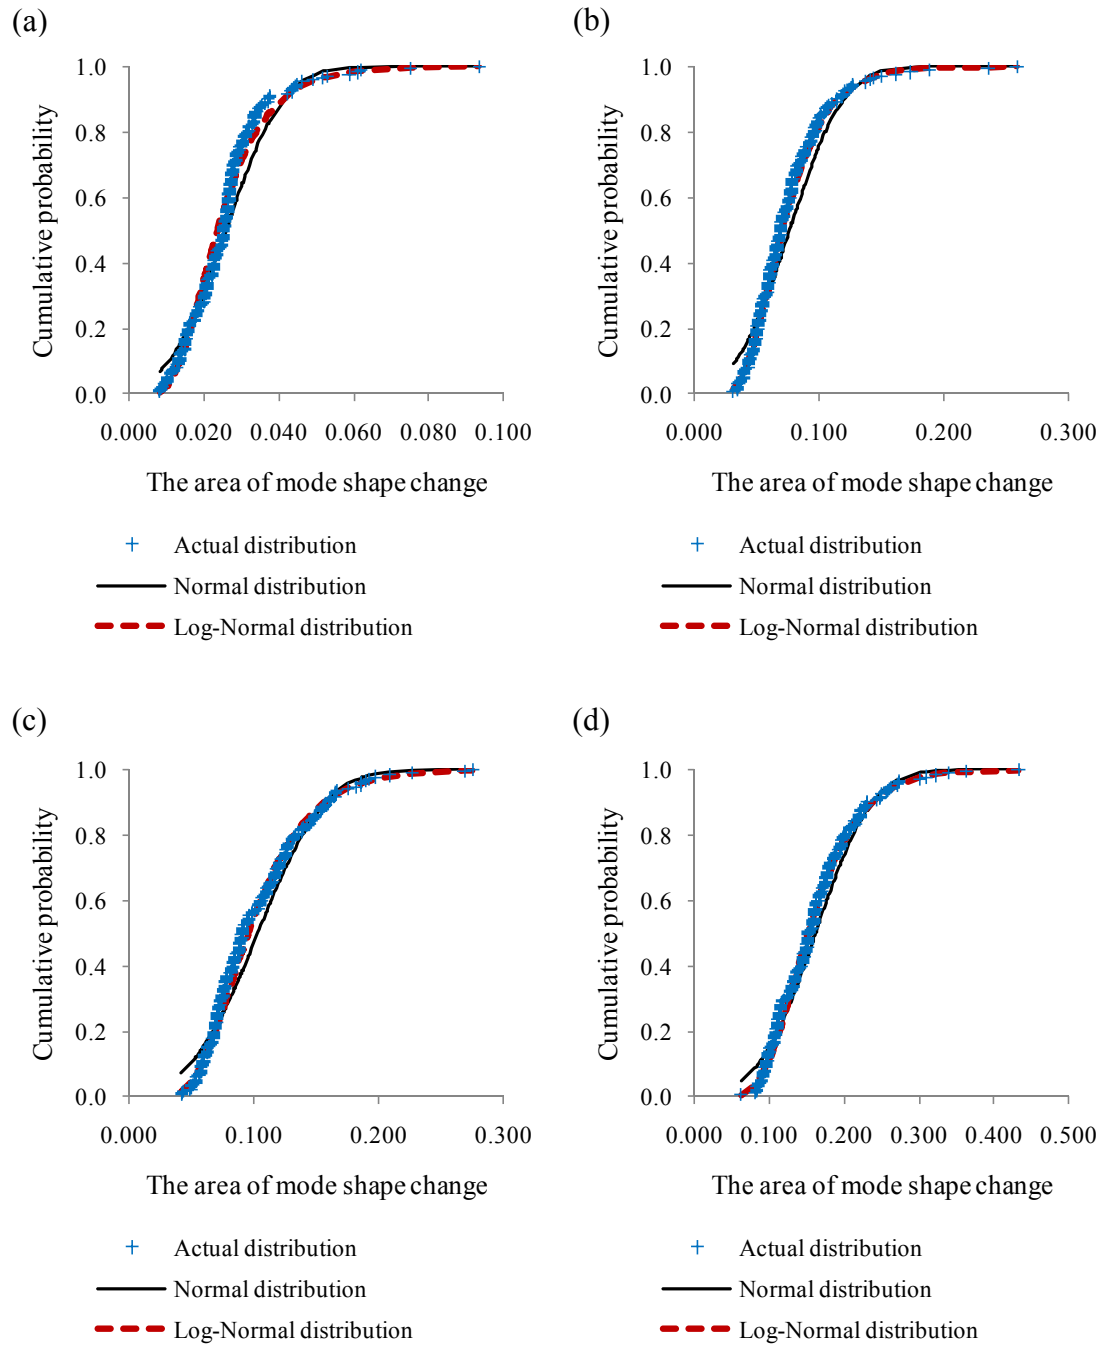 (a)
1.0
0.8
0.6
0.4
0.2
0.0
Cumulative probability
0.000 0.020 0.040 0.060 0.080 0.100
The area of mode shape change
Actual distribution
Normal distribution
Log-Normal distribution
(b)
1.0
0.8
0.6
0.4
0.2
0.0
Cumulative probability
0.000 0.100 0.200 0.300
The area of mode shape change
Actual distribution
Normal distribution
Log-Normal distribution
(c)
1.0
0.8
0.6
0.4
0.2
0.0
Cumulative probability
0.000 0.100 0.200 0.300
The area of mode shape change
Actual distribution
Normal distribution
Log-Normal distribution
(d)
1.0
0.8
0.6
0.4
0.2
0.0
Cumulative probability
0.000 0.100 0.200 0.300 0.400 0.500
The area of mode shape change
Actual distribution
Normal distribution
Log-Normal distribution